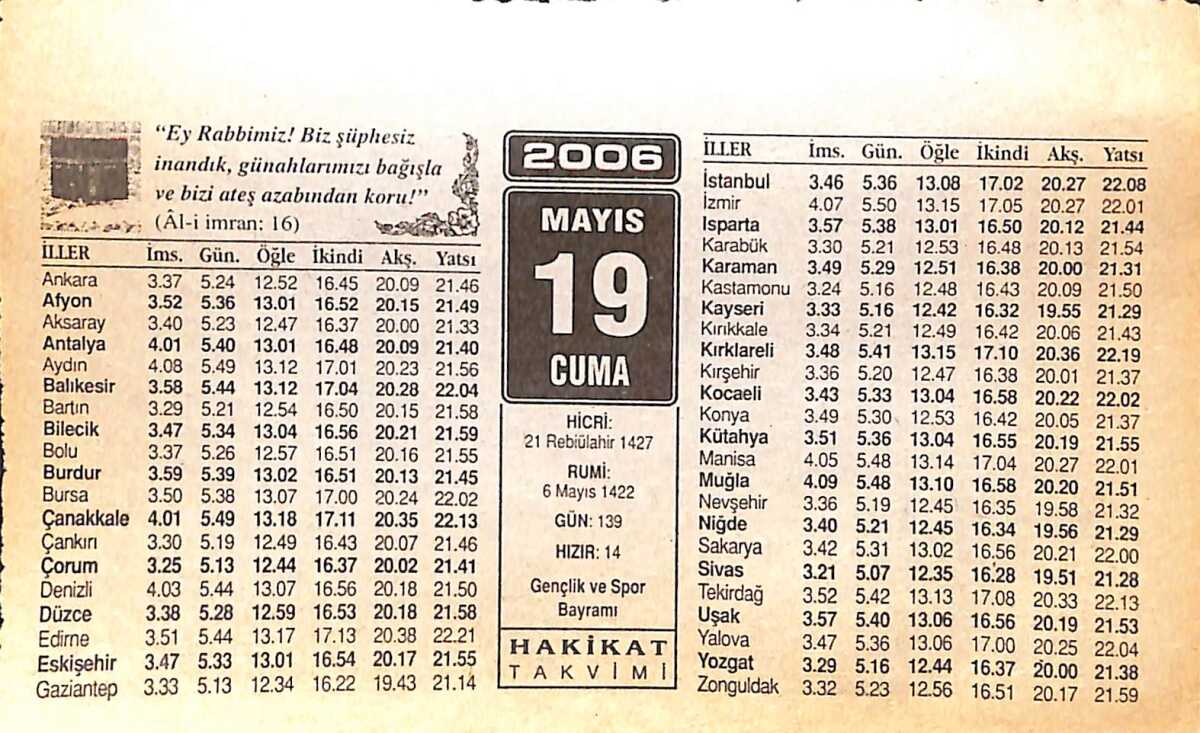 “Ey Rabbimiz! Biz şüphesiz
inandık, günahlarımızı bağışla
ve bizi ateş azabından koru!”
(Âl-i imran: 16)
İLLER İms. Gün. Öğle İkindi Akş. Yatsı
Ankara 3.37 5.24 12.52 16.45 20.09 21.46
Afyon 3.52 5.36 13.01 16.52 20.15 21.49
Aksaray 3.40 5.23 12.47 16.37 20.00 21.33
Antalya 4.01 5.40 13.01 16.48 20.09 21.40
Aydın 4.08 5.49 13.12 17.01 20.23 21.56
Balıkesir 3.58 5.44 13.12 17.04 20.28 22.04
Bartın 3.29 5.21 12.54 16.50 20.15 21.58
Bilecik 3.47 5.34 13.04 16.56 20.21 21.59
Bolu 3.37 5.26 12.57 16.51 20.16 21.55
Burdur 3.59 5.39 13.02 16.51 20.13 21.45
Bursa 3.50 5.38 13.07 17.00 20.24 22.02
Çanakkale 4.01 5.49 13.18 17.11 20.35 22.13
Çankırı 3.30 5.19 12.49 16.43 20.07 21.46
Çorum 3.25 5.13 12.44 16.37 20.02 21.41
Denizli 4.03 5.44 13.07 16.56 20.18 21.50
Düzce 3.38 5.28 12.59 16.53 20.18 21.58
Edirne 3.51 5.44 13.17 17.13 20.38 22.21
Eskişehir 3.47 5.33 13.01 16.54 20.17 21.55
Gaziantep 3.33 5.13 12.34 16.22 19.43 21.14
2006
MAYIS
19
CUMA
HİCRİ:
21 Rebiülahir 1427
RUMİ:
6 Mayıs 1422
GÜN: 139
HIZIR: 14
Gençlik ve Spor
Bayramı
HAKİKAT
TAKVİMİ
İLLER İms. Gün. Öğle İkindi Akş. Yatsı
İstanbul 3.46 5.36 13.08 17.02 20.27 22.08
İzmir 4.07 5.50 13.15 17.05 20.27 22.01
Isparta 3.57 5.38 13.01 16.50 20.12 21.44
Karabük 3.30 5.21 12.53 16.48 20.13 21.54
Karaman 3.49 5.29 12.51 16.38 20.00 21.31
Kastamonu 3.24 5.16 12.48 16.43 20.09 21.50
Kayseri 3.33 5.16 12.42 16.32 19.55 21.29
Kırıkkale 3.34 5.21 12.49 16.42 20.06 21.43
Kırklareli 3.48 5.41 13.15 17.10 20.36 22.19
Kırşehir 3.36 5.20 12.47 16.38 20.01 21.37
Kocaeli 3.43 5.33 13.04 16.58 20.22 22.02
Konya 3.49 5.30 12.53 16.42 20.05 21.37
Kütahya 3.51 5.36 13.04 16.55 20.19 21.55
Manisa 4.05 5.48 13.14 17.04 20.27 22.01
Muğla 4.09 5.48 13.10 16.58 20.20 21.51
Nevşehir 3.36 5.19 12.45 16.35 19.58 21.32
Niğde 3.40 5.21 12.45 16.34 19.56 21.29
Sakarya 3.42 5.31 13.02 16.56 20.21 22.00
Sivas 3.21 5.07 12.35 16.28 19.51 21.28
Tekirdağ 3.52 5.42 13.13 17.08 20.33 22.13
Uşak 3.57 5.40 13.06 16.56 20.19 21.53
Yalova 3.47 5.36 13.06 17.00 20.25 22.04
Yozgat 3.29 5.16 12.44 16.37 20.00 21.38
Zonguldak 3.32 5.23 12.56 16.51 20.17 21.59